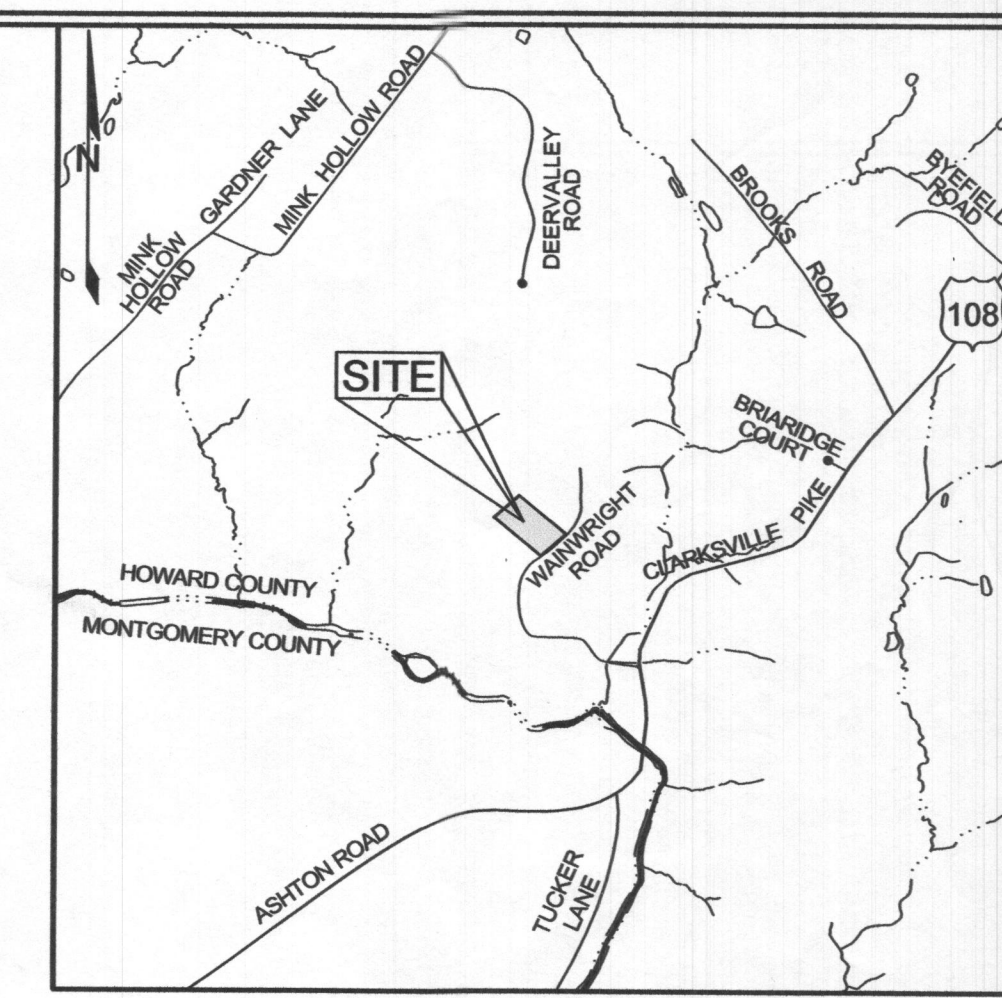 N
GARDNER LANE
MINK HOLLOW ROAD
MINK
HOLLOW
ROAD
DEERVALLEY
ROAD
BROOKS ROAD
BYEFIELD
ROAD
108
SITE
BRIARIDGE
COURT
WAINWRIGHT
ROAD
CLARKSVILLE PIKE
HOWARD COUNTY
MONTGOMERY COUNTY
ASHTON ROAD
TUCKER
LANE